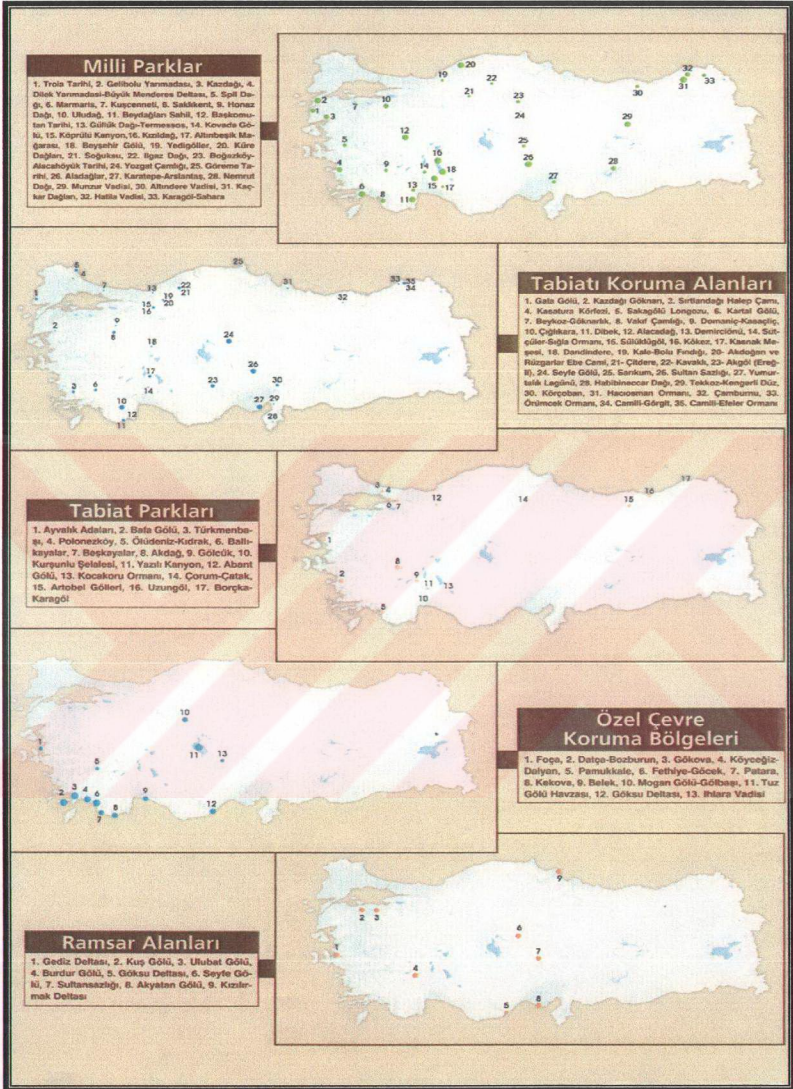 Milli Parklar
1. Troia Tarihi, 2. Gelibolu Yarımadası, 3. Kazdağı, 4.
Dilek Yarımadası-Büyük Menderes Deltası, 5. Spil Da-
ğı, 6. Marmaris, 7. Kuşcenneti, 8. Saklıkent, 9. Honaz
Dağı, 10. Uludağ, 11. Beydağları Sahil, 12. Başkomu-
tan Tarihi, 13. Güllük Dağı-Termessos, 14. Kovada Gö-
lü, 15. Köprülü Kanyon,16. Kızıldağ, 17. Altınbeşik Ma-
ğarası, 18. Beyşehir Gölü, 19. Yedigöller, 20. Küre
Dağları, 21. Soğuksu, 22. Ilgaz Dağı, 23. Boğazköy-
Alacahöyük Tarihi, 24. Yozgat Çamlığı, 25. Göreme Ta-
rihi, 26. Aladağlar, 27. Karatepe-Arslantaş, 28. Nemrut
Dağı, 29. Munzur Vadisi, 30. Altındere Vadisi, 31. Kaç-
kar Dağları, 32. Hatila Vadisi, 33. Karagöl-Sahara
Tabiatı Koruma Alanları
1. Gala Gölü, 2. Kazdağı Göknarı, 3. Sırtlandağı Halep Çamı,
4. Kasatura Körfezi, 5. Sakagölü Longozu, 6. Kartal Gölü,
7. Beykoz-Göknarlık, 8. Vakıf Çamlığı, 9. Domaniç-Kasaçlıç,
10. Çığlıkara, 11. Dibek, 12. Alacadağ, 13. Demirciönü, 14. Süt-
çüler-Sığla Ormanı, 15. Sülüklügöl, 16. Kökez, 17. Kasnak Me-
şesi, 18. Dandindere, 19. Kale-Bolu Fındığı, 20- Akdoğan ve
Rüzgarlar Ebe Cami, 21- Çitdere, 22- Kavaklı, 23- Akgöl (Ereğ-
li), 24. Seyfe Gölü, 25. Sarıkum, 26. Sultan Sazlığı, 27. Yumur-
talık Lagünü, 28. Habibineccar Dağı, 29. Tekkoz-Kengerli Düz,
30. Körçoban, 31. Hacıosman Ormanı, 32. Çamburnu, 33.
Örümcek Ormanı, 34. Camili-Görgit, 35. Camili-Efeler Ormanı
Tabiat Parkları
1. Ayvalık Adaları, 2. Bafa Gölü, 3. Türkmenba-
şı, 4. Polonezköy, 5. Ölüdeniz-Kıdrak, 6. Ballı-
kayalar, 7. Beşkayalar, 8. Akdağ, 9. Gölcük, 10.
Kurşunlu Şelalesi, 11. Yazılı Kanyon, 12. Abant
Gölü, 13. Kocakoru Ormanı, 14. Çorum-Çatak,
15. Artobel Gölleri, 16. Uzungöl, 17. Borçka-
Karagöl
Özel Çevre
Koruma Bölgeleri
1. Foça, 2. Datça-Bozburun, 3. Gökova, 4. Köyceğiz-
Dalyan, 5. Pamukkale, 6. Fethiye-Göcek, 7. Patara,
8. Kekova, 9. Belek, 10. Mogan Gölü-Gölbaşı, 11. Tuz
Gölü Havzası, 12. Göksu Deltası, 13. Ihlara Vadisi
Ramsar Alanları
1. Gediz Deltası, 2. Kuş Gölü, 3. Ulubat Gölü,
4. Burdur Gölü, 5. Göksu Deltası, 6. Seyfe Gö-
lü, 7. Sultansazlığı, 8. Akyatan Gölü, 9. Kızılır-
mak Deltası